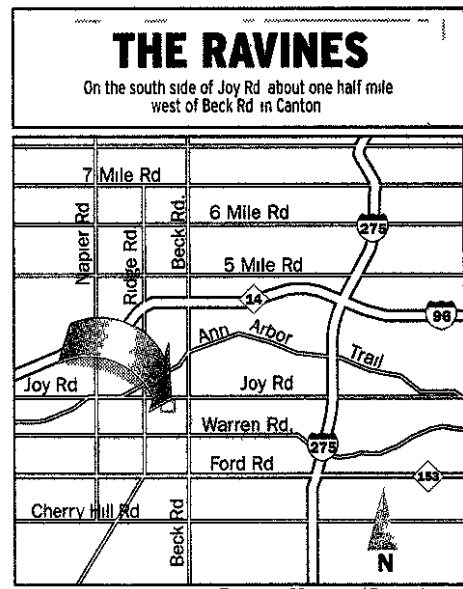 THE RAVINES
On the south side of Joy Rd about one half mile
west of Beck Rd in Canton
7 Mile Rd
Napier Rd
Ridge Rd.
Beck Rd.
6 Mile Rd
275
5 Mile Rd
14
96
Ann Arbor Trail
Joy Rd
Joy Rd
Warren Rd.
275
Ford Rd
153
Cherry Hill Rd
Beck Rd
N